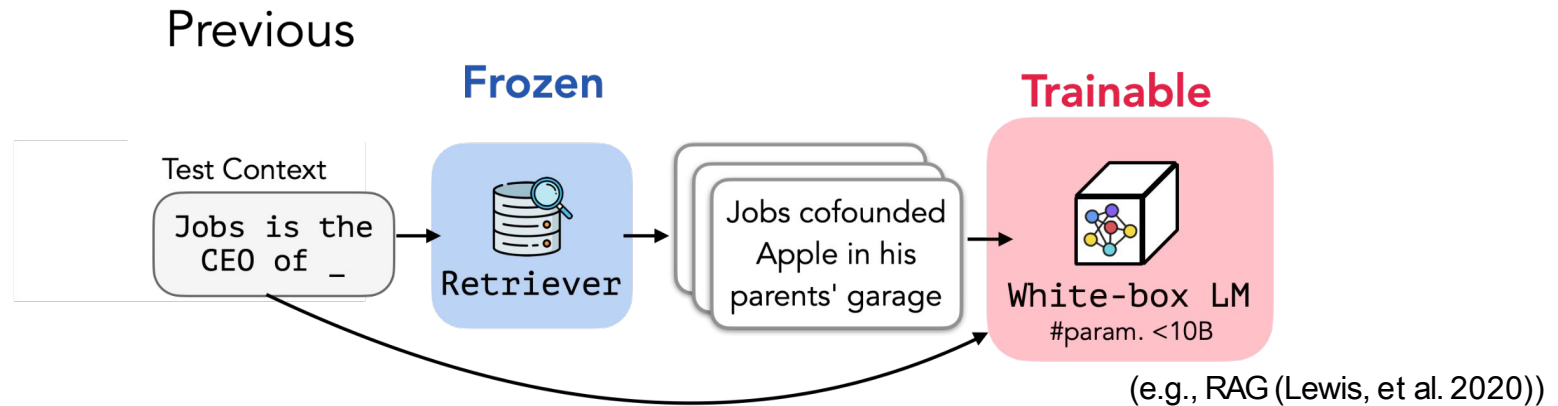 Previous
Frozen
Trainable
Test Context
Jobs is the
CEO of _
Retriever
Jobs cofounded
Apple in his
parents' garage
White-box LM
#param. <10B
(e.g., RAG (Lewis, et al. 2020))